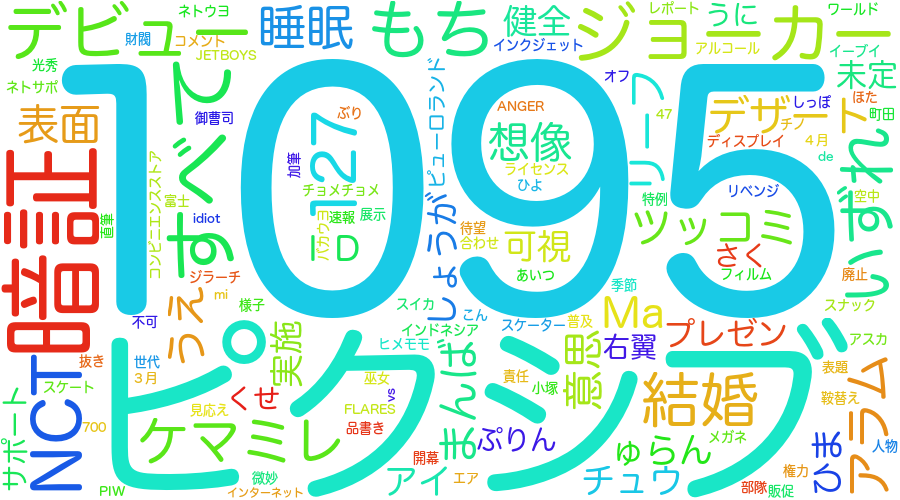 デビュー
ネトウヨ
睡眠
もち
健全
ジョーカー
レポート
うに
ワールド
財閥
コメント
JETBOYS
インクジェット
アルコール
イーブイ
光秀
ネトサポ
すべて
オフ
未定
表面
御曹司
1095
127
ぶり
ANGER
リーフ
47
デザート
しっぽ
ほた
チノ
町田
暗証
加筆
ピューロランド
想像
ディスプレイ
4月
de
コンビニエンスストア
チョメチョメ
ライセンス
ひよ
特例
リベンジ
空中
いずれ
直筆
富士
idiot
バカウヨ
速報
展示
ID
しょうが
待望
合わせ
可視
ツッコミ
さく
あいつ
フィルム
ジラーチ
mi
季節
廃止
うえ
様子
スイカ
こん
スケーター
普及
Ma
スナック
不可
インドネシア
ヒメモモ
プレゼン
アスカ
ピクシブ
実施
まんば
意思
右翼
NCT
抜き
世代
3月
巫女
vs
責任
小塚
結婚
表題
鞍替え
アラム
スケート
くせ
見応え
FLARES
品書き
サポート
700
ケマミレ
ぷりん
ゅらん
メガネ
ひま
人物
開幕
PIW
微妙
インターネット
アイ
エア
チュウ
権力
部隊
販促